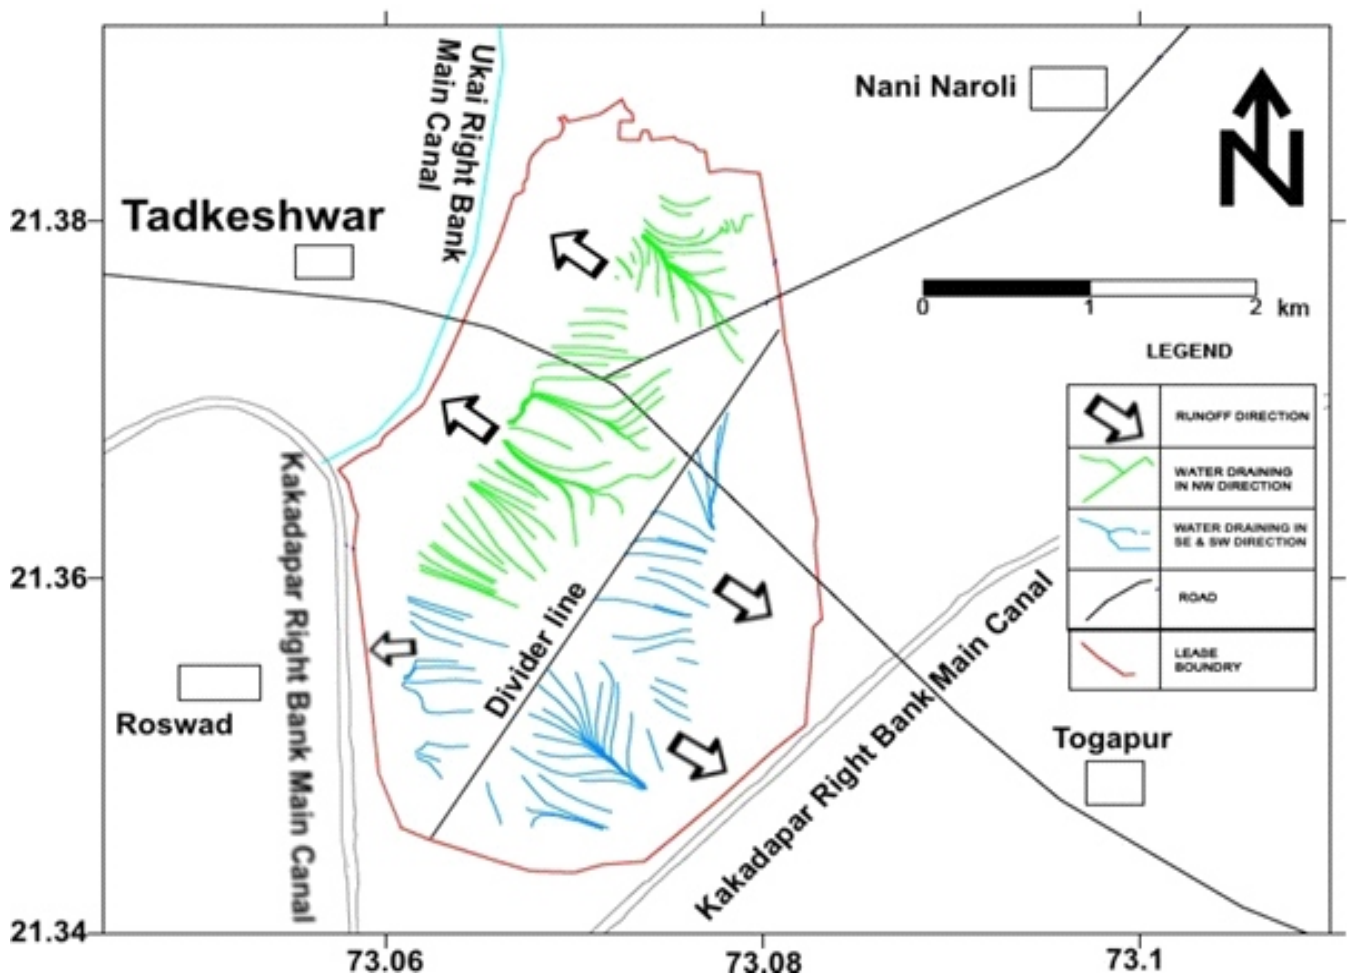 Ukai Right Bank
Main Canal
Nani Naroli
N
Tadkeshwar
21.38
0 1 2 km
LEGEND
RUNOFF DIRECTION
WATER DRAINING
IN NW DIRECTION
WATER DRAINING IN
SE & SW DIRECTION
ROAD
LEASE
BOUNDRY
Kakadapar Right Bank Main Canal
21.36
Divider line
Roswad
Kakadapar Right Bank Main Canal
Togapur
21.34
73.06 73.08 73.1